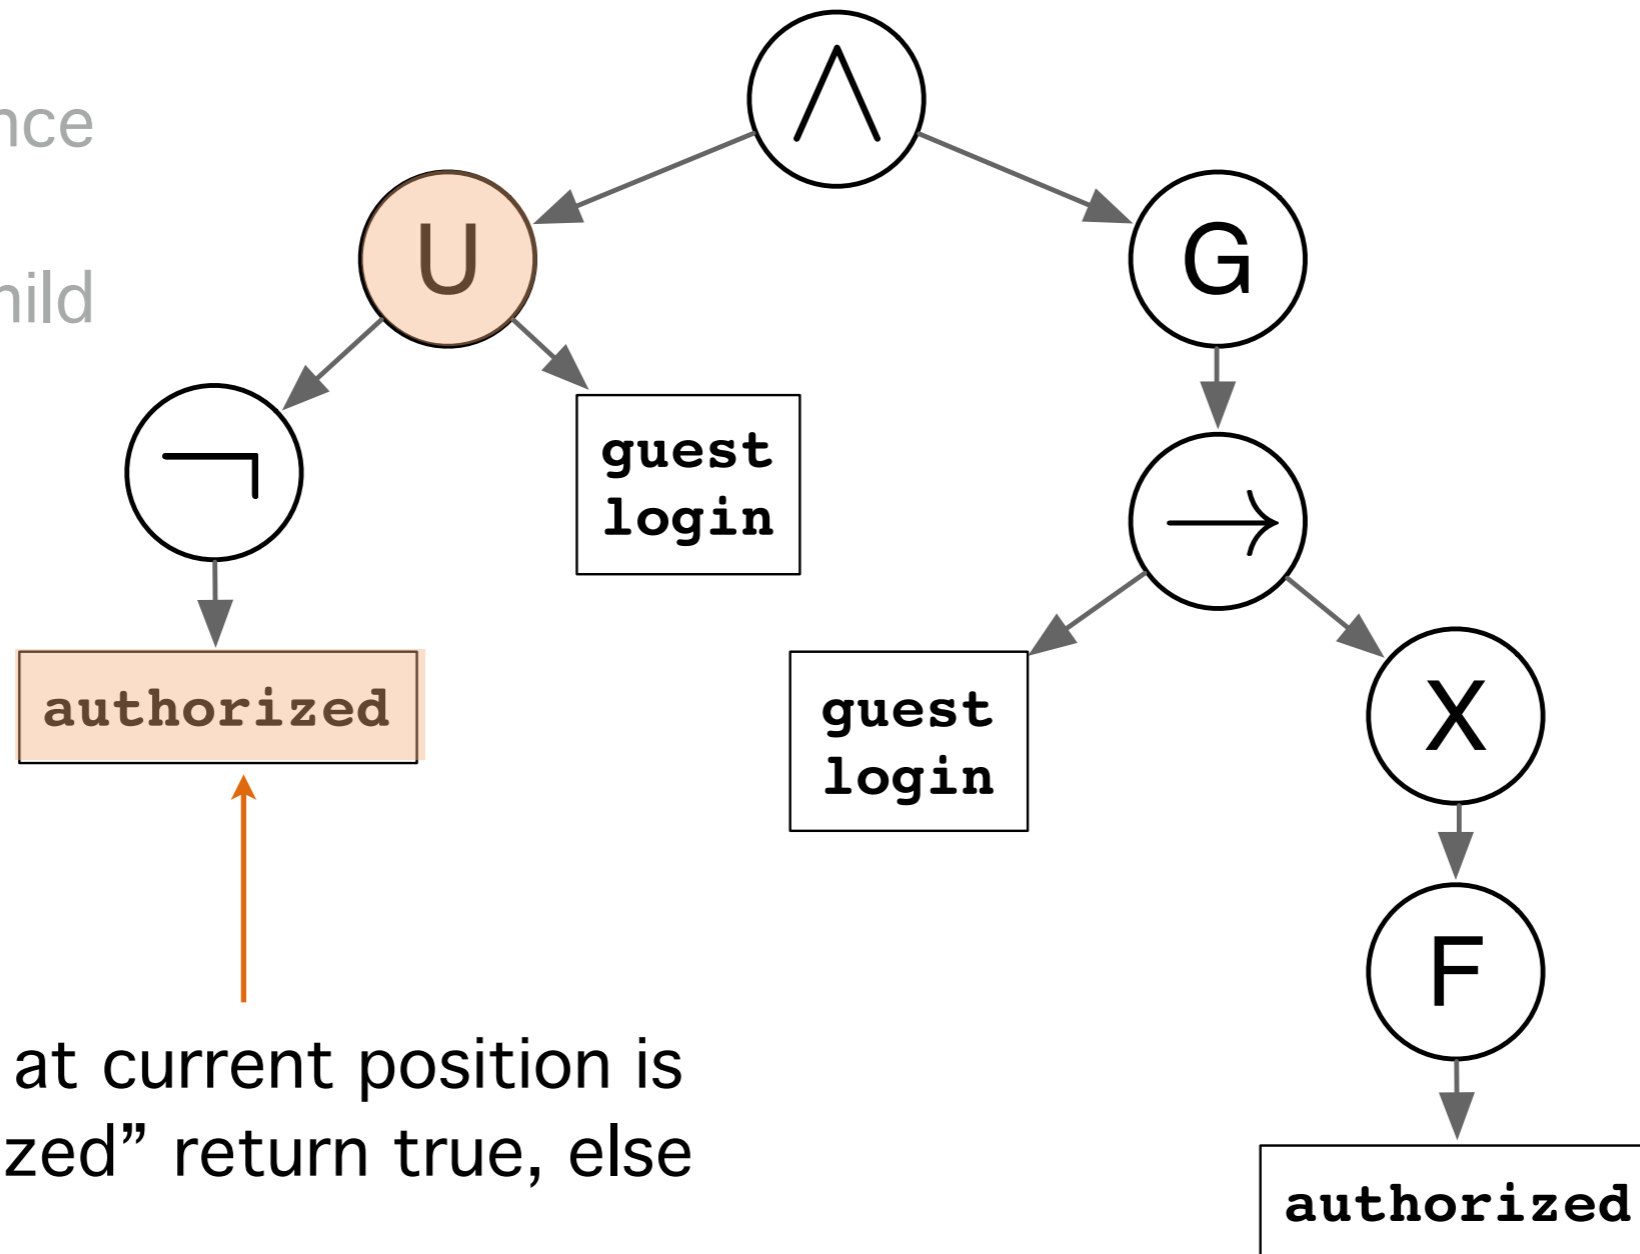 ∧
nce
U
G
hild
¬
guest
login
→
authorized
guest
login
X
F
at current position is
zed” return true, else
authorized